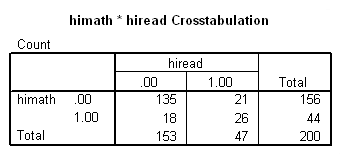 himath * hiread Crosstabulation
Count
hiread
.00 1.00 Total
himath .00 135 21 156
1.00 18 26 44
Total 153 47 200